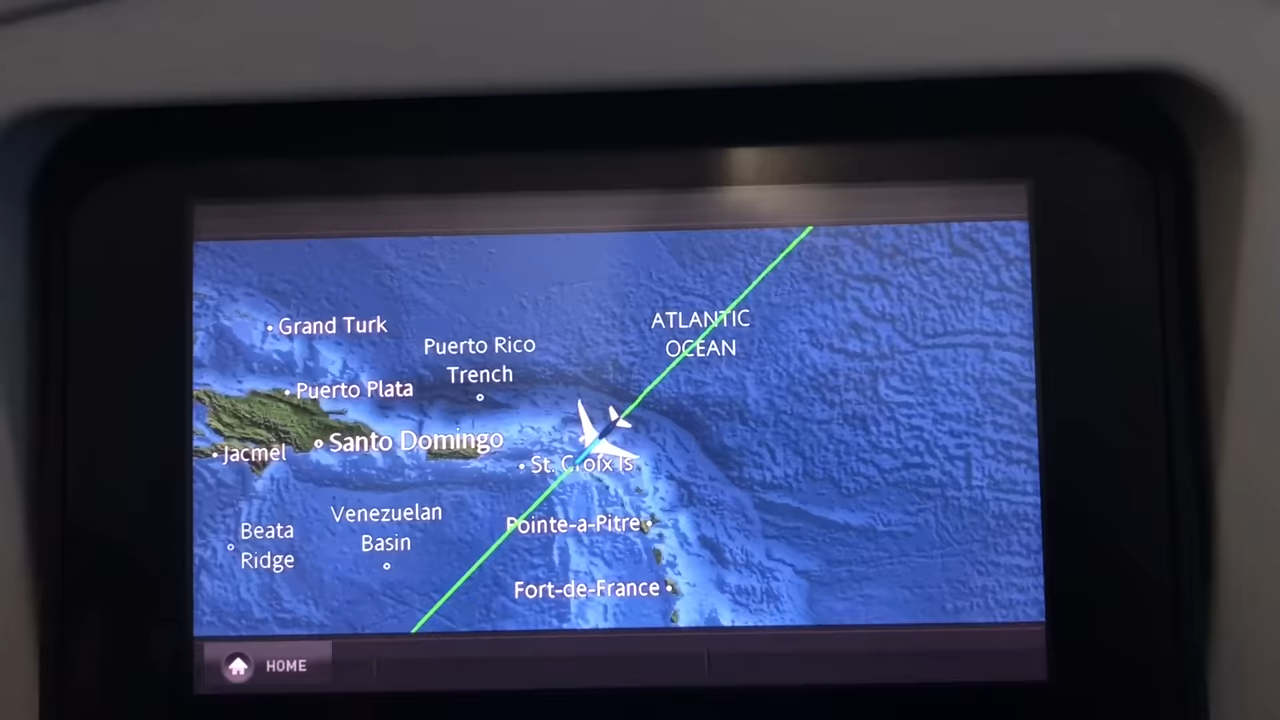 Grand Turk
ATLANTIC
OCEAN
Puerto Rico
Trench
Puerto Plata
Santo Domingo
Jacmel
St. Croix Is
Venezuelan
Basin
Pointe-a-Pitre
Beata
Ridge
Fort-de-France
HOME